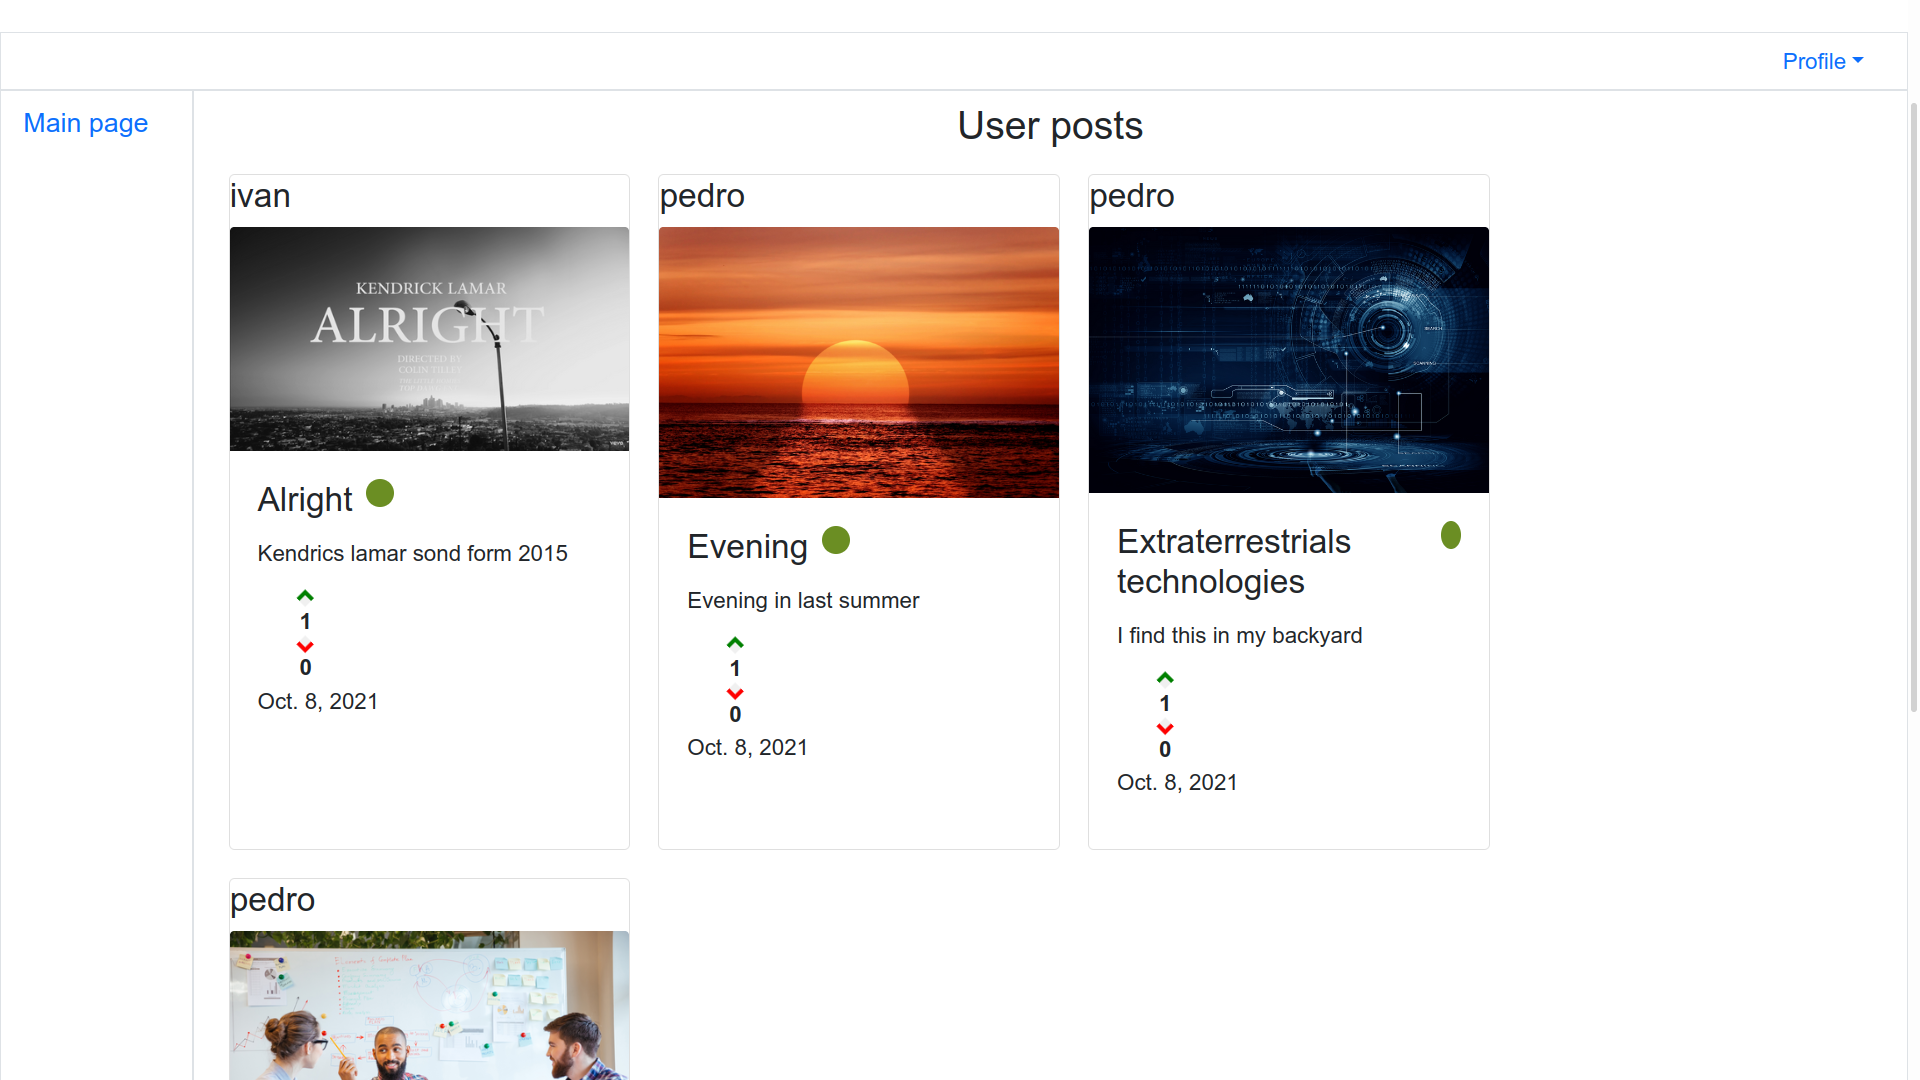 Profile
Main page
User posts
ivan
KENDRICK LAMAR
ALRIGHT
DIRECTED BY
COLIN TILLEY
Alright
Kendrics lamar sond form 2015
1
0
Oct. 8, 2021
pedro
Evening
Evening in last summer
1
0
Oct. 8, 2021
pedro
SEARCH
Extraterrestrials
technologies
I find this in my backyard
1
0
Oct. 8, 2021
pedro